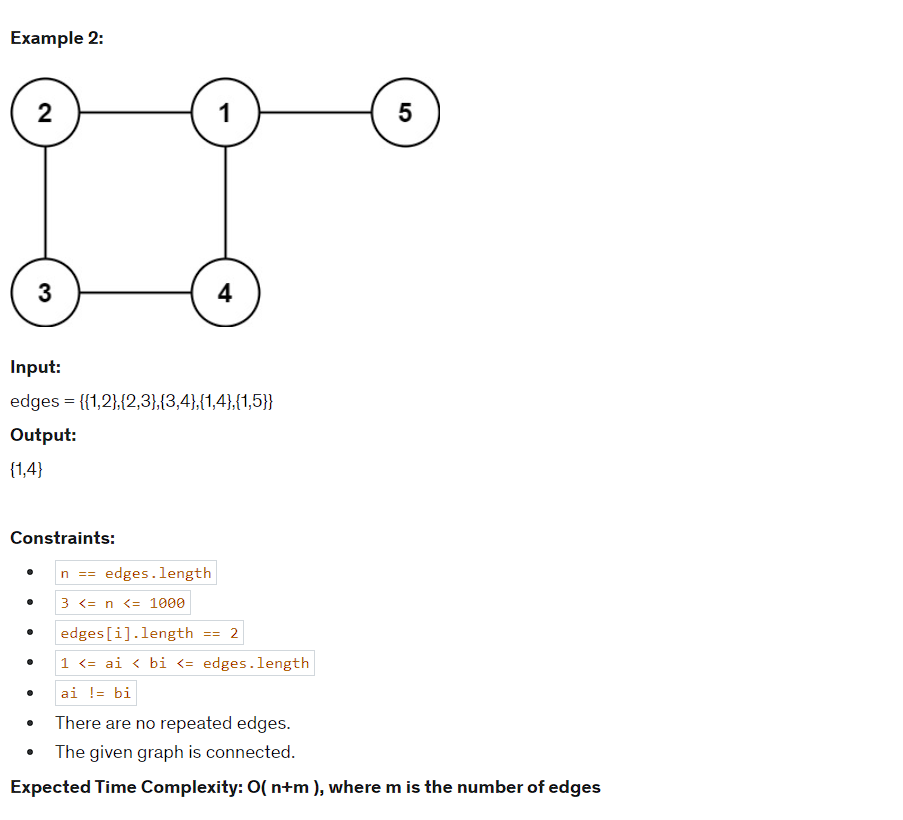 Example 2:
2 1 5
3 4
Input:
edges = {{1,2},{2,3},{3,4},{1,4},{1,5}}
Output:
{1,4}
Constraints:
n == edges.length
3 <= n <= 1000
edges[i].length == 2
1 <= ai < bi <= edges.length
ai != bi
There are no repeated edges.
The given graph is connected.
Expected Time Complexity: O( n+m ), where m is the number of edges